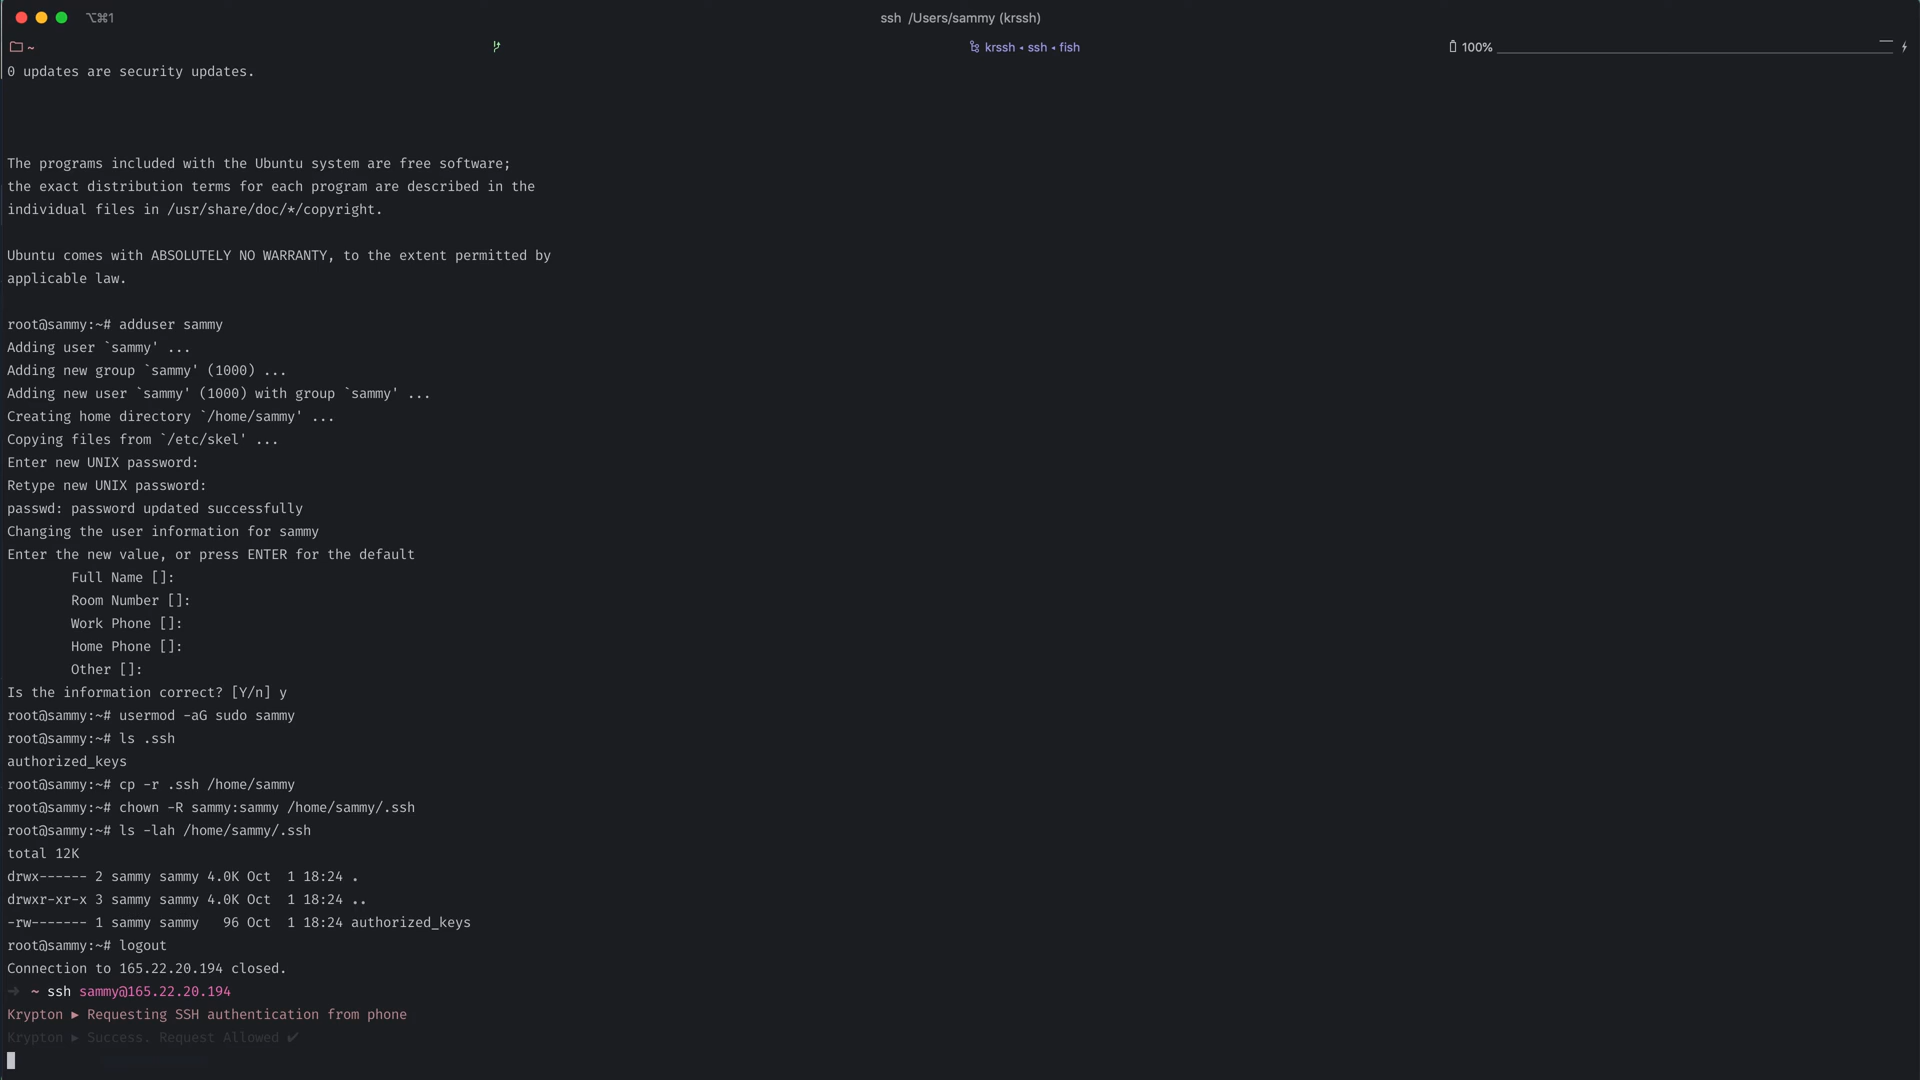 ⌥⌘1
ssh /Users/sammy (krssh)
~
krssh • ssh • fish
100%
0 updates are security updates.
The programs included with the Ubuntu system are free software;
the exact distribution terms for each program are described in the
individual files in /usr/share/doc/*/copyright.
Ubuntu comes with ABSOLUTELY NO WARRANTY, to the extent permitted by
applicable law.
root@sammy:~# adduser sammy
Adding user `sammy' ...
Adding new group `sammy' (1000) ...
Adding new user `sammy' (1000) with group `sammy' ...
Creating home directory `/home/sammy' ...
Copying files from `/etc/skel' ...
Enter new UNIX password:
Retype new UNIX password:
passwd: password updated successfully
Changing the user information for sammy
Enter the new value, or press ENTER for the default
Full Name []:
Room Number []:
Work Phone []:
Home Phone []:
Other []:
Is the information correct? [Y/n] y
root@sammy:~# usermod -aG sudo sammy
root@sammy:~# ls .ssh
authorized_keys
root@sammy:~# cp -r .ssh /home/sammy
root@sammy:~# chown -R sammy:sammy /home/sammy/.ssh
root@sammy:~# ls -lah /home/sammy/.ssh
total 12K
drwx------ 2 sammy sammy 4.0K Oct  1 18:24 .
drwxr-xr-x 3 sammy sammy 4.0K Oct  1 18:24 ..
-rw------- 1 sammy sammy   96 Oct  1 18:24 authorized_keys
root@sammy:~# logout
Connection to 165.22.20.194 closed.
➜ ~ ssh sammy@165.22.20.194
Krypton ▶ Requesting SSH authentication from phone
Krypton ▶ Success. Request Allowed ✔